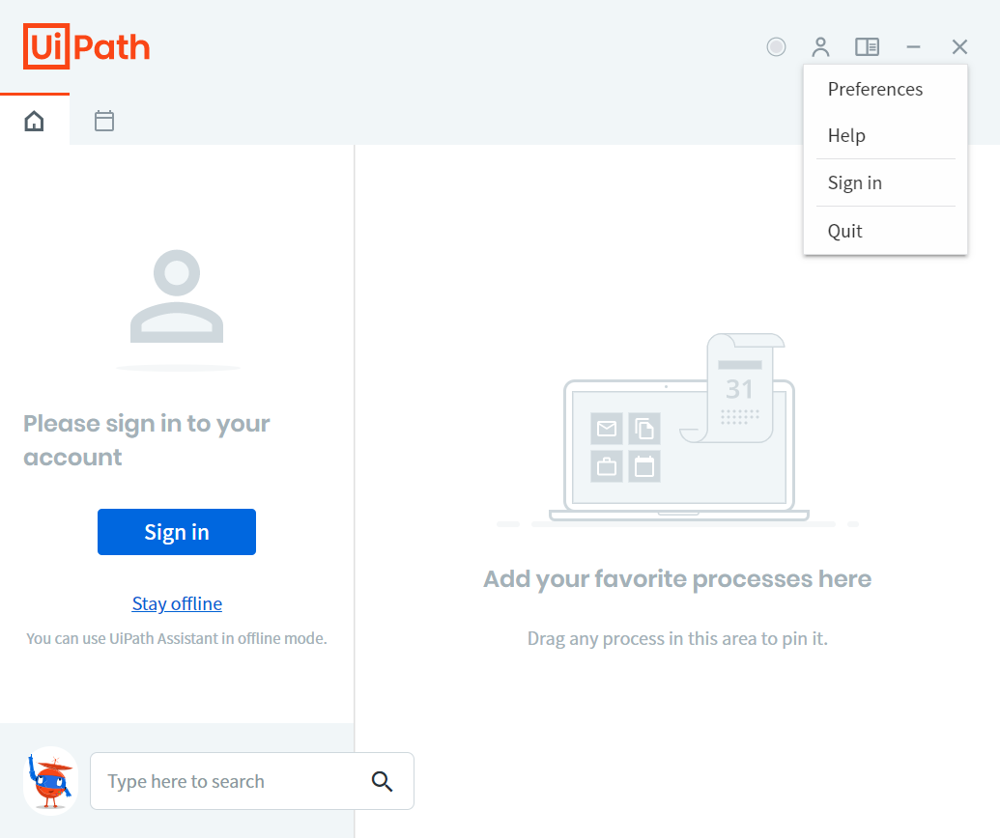 UiPath
Preferences
Help
Sign in
Quit
Please sign in to your
account
Sign in
Stay offline
You can use UiPath Assistant in offline mode.
31
Add your favorite processes here
Drag any process in this area to pin it.
Type here to search